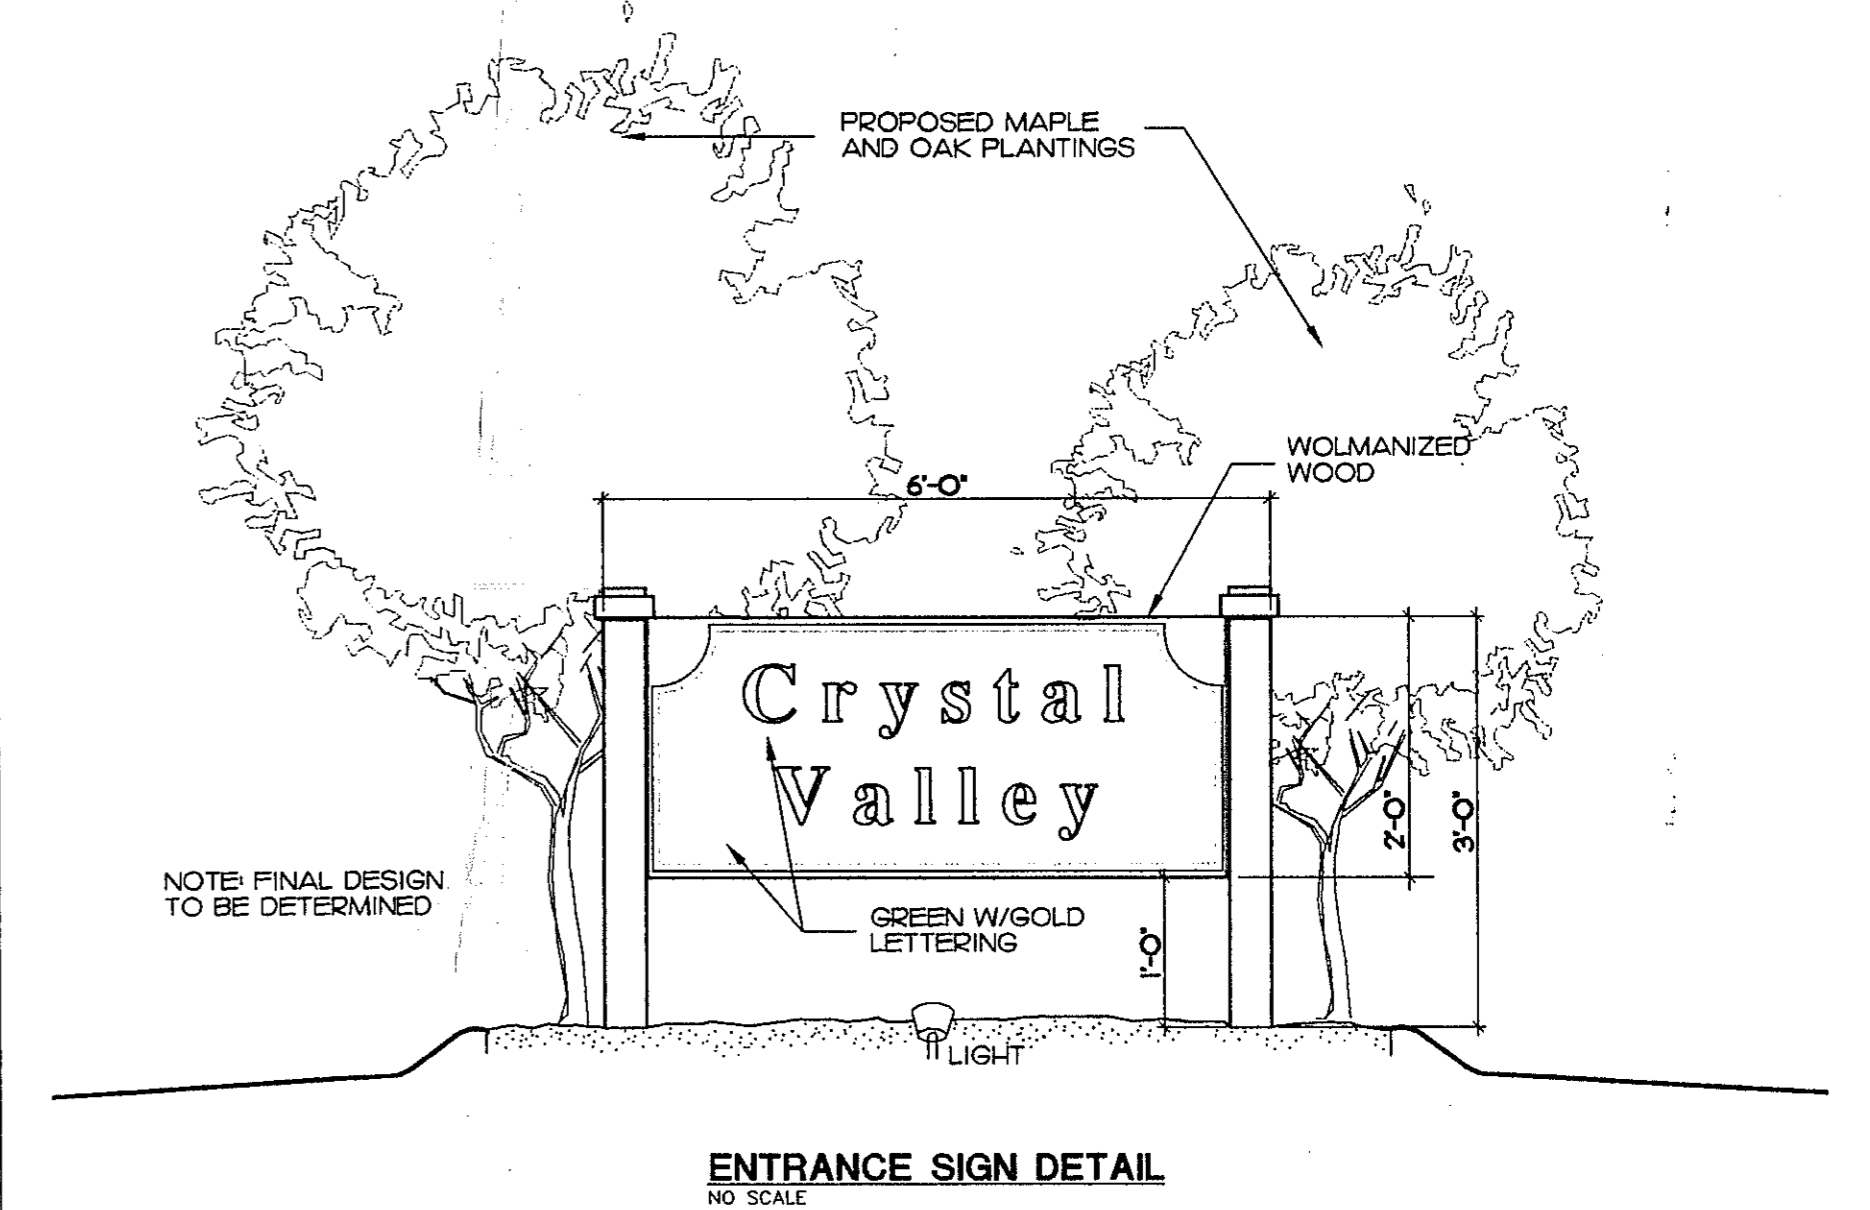 PROPOSED MAPLE
AND OAK PLANTINGS
WOLMANIZED
WOOD
6'-0"
Crystal
Valley
2'-0"
3'-0"
NOTE: FINAL DESIGN
TO BE DETERMINED
GREEN W/GOLD
LETTERING
1'-0"
LIGHT
ENTRANCE SIGN DETAIL
NO SCALE